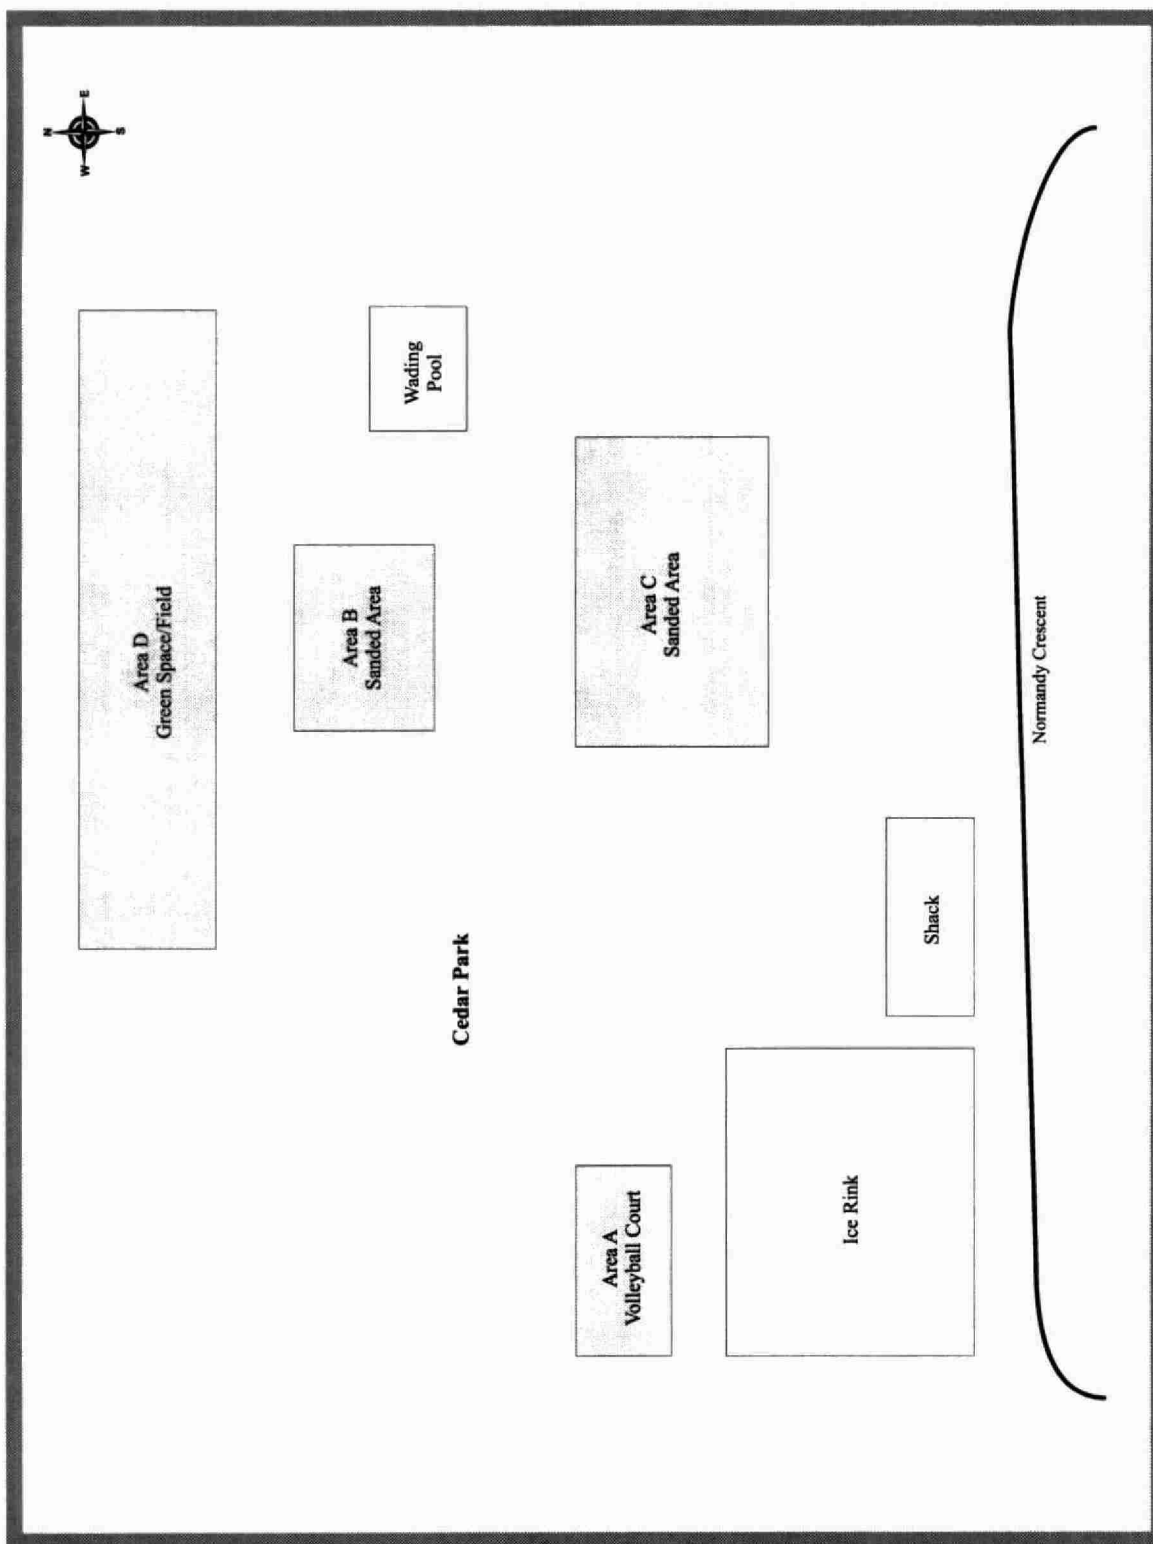 N
W E
S
Area D
Green Space/Field
Area B
Sanded Area
Wading
Pool
Cedar Park
Area A
Volleyball Court
Area C
Sanded Area
Ice Rink
Shack
Normandy Crescent